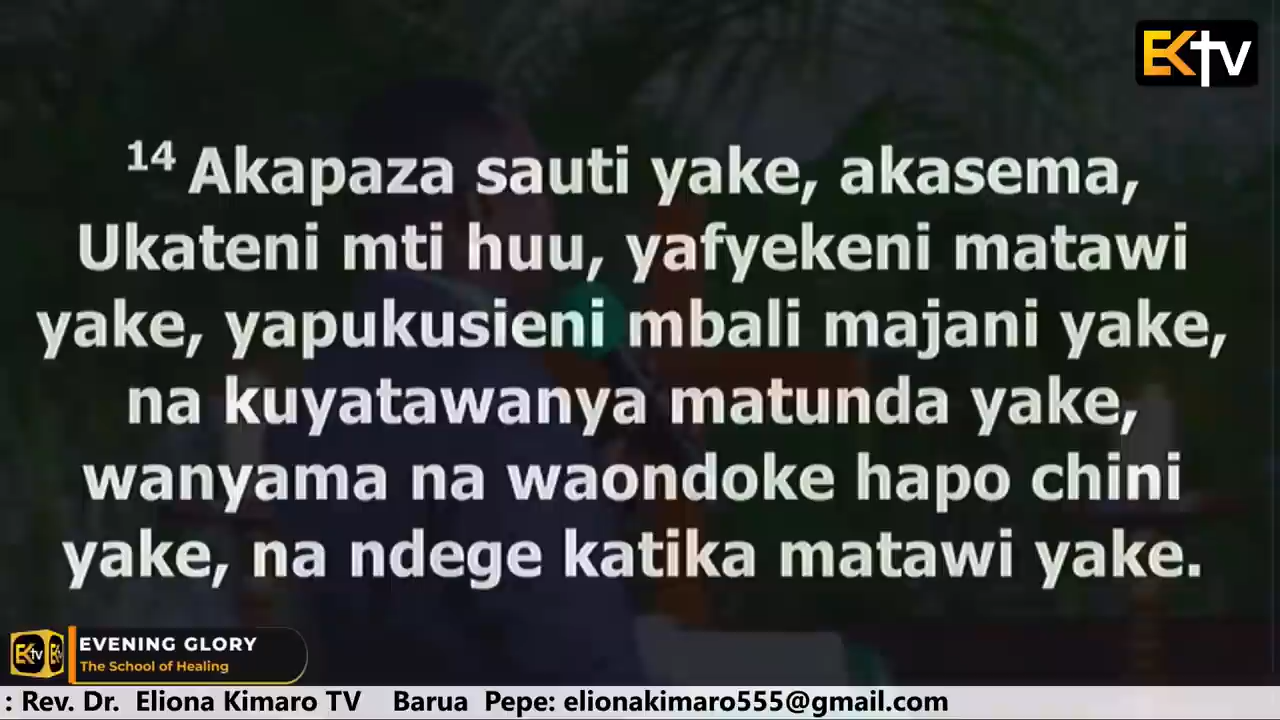 EKTV
14 Akapaza sauti yake, akasema,
Ukateni mti huu, yafyekeni matawi
yake, yapukusieni mbali majani yake,
na kuyatawanya matunda yake,
wanyama na waondoke hapo chini
yake, na ndege katika matawi yake.
EKTV EK
EVENING GLORY
The School of Healing
: Rev. Dr. Eliona Kimaro TV Barua Pepe: elionakimaro555@gmail.com